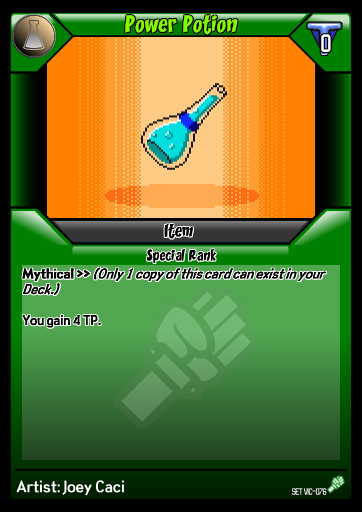 Power Potion
0
Item
Special Rank
Mythical >> (Only 1 copy of this card can exist in your
Deck.)
You gain 4 TP.
Artist: Joey Caci
SET VIC-076